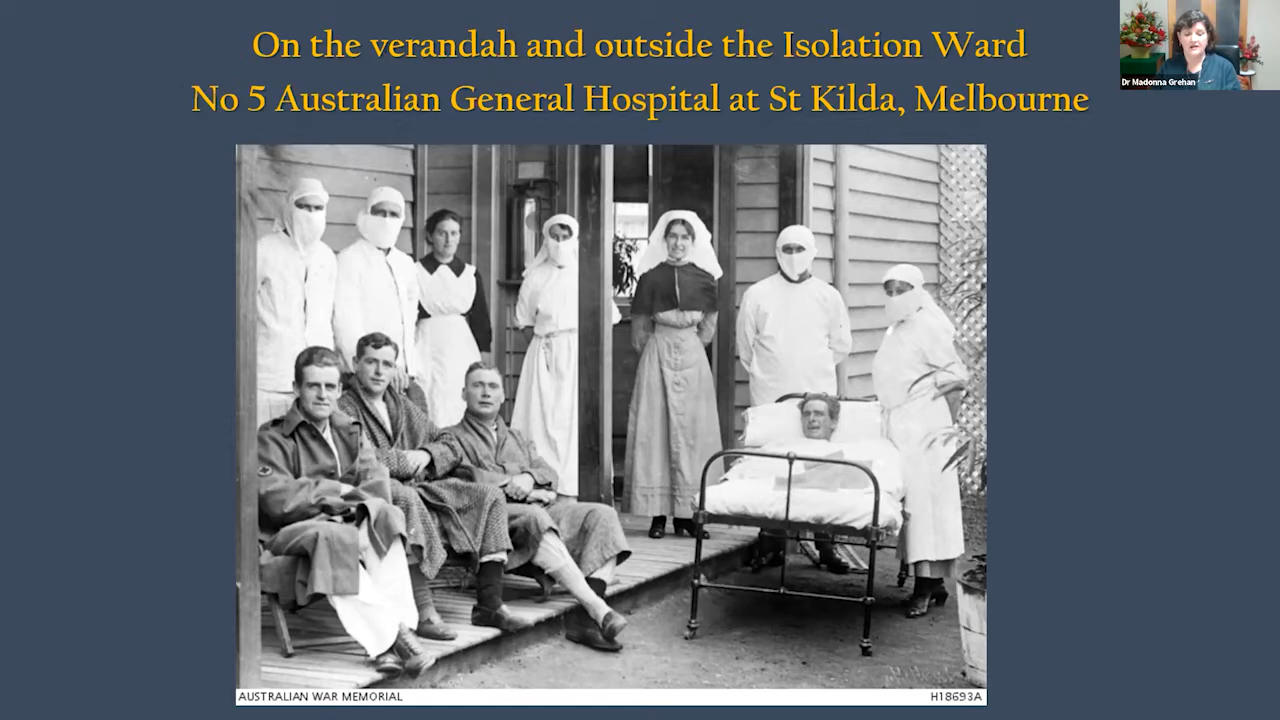 On the verandah and outside the Isolation Ward
No 5 Australian General Hospital at St Kilda, Melbourne
Dr Madonna Grehan
AUSTRALIAN WAR MEMORIAL
H18693A